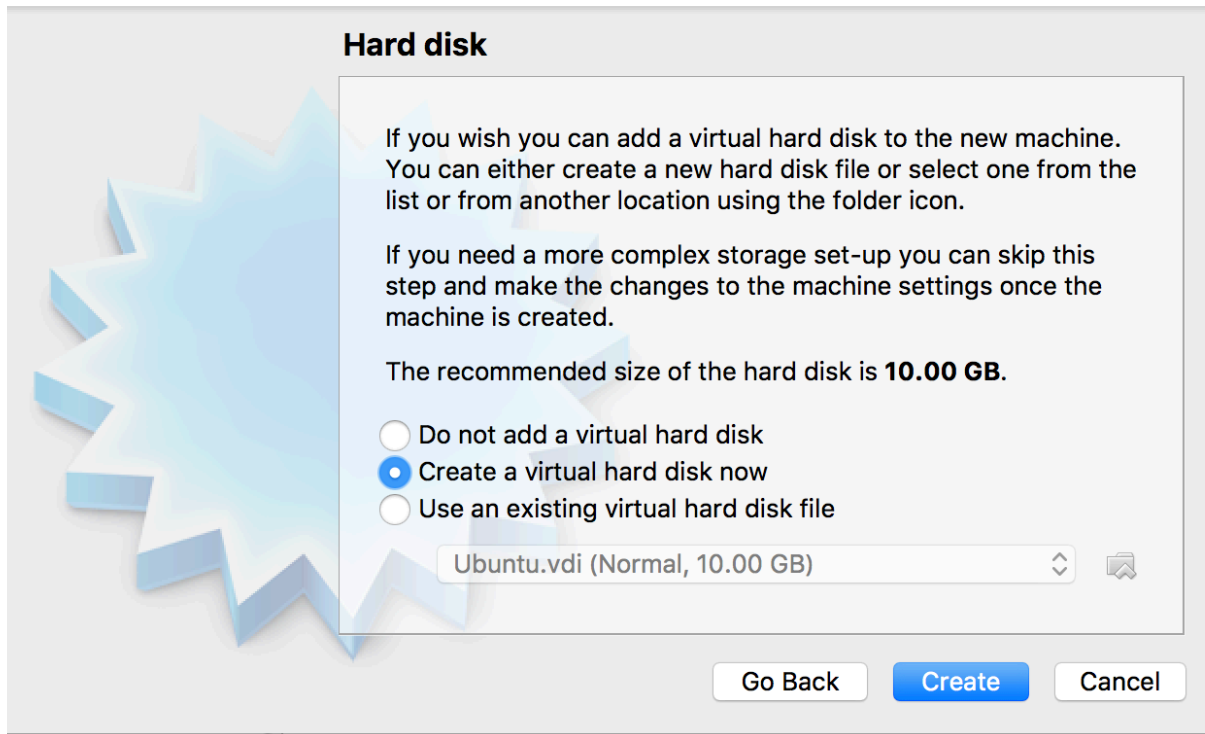 Hard disk
If you wish you can add a virtual hard disk to the new machine.
You can either create a new hard disk file or select one from the
list or from another location using the folder icon.
If you need a more complex storage set-up you can skip this
step and make the changes to the machine settings once the
machine is created.
The recommended size of the hard disk is 10.00 GB.
Do not add a virtual hard disk
Create a virtual hard disk now
Use an existing virtual hard disk file
Ubuntu.vdi (Normal, 10.00 GB)
Go Back
Create
Cancel